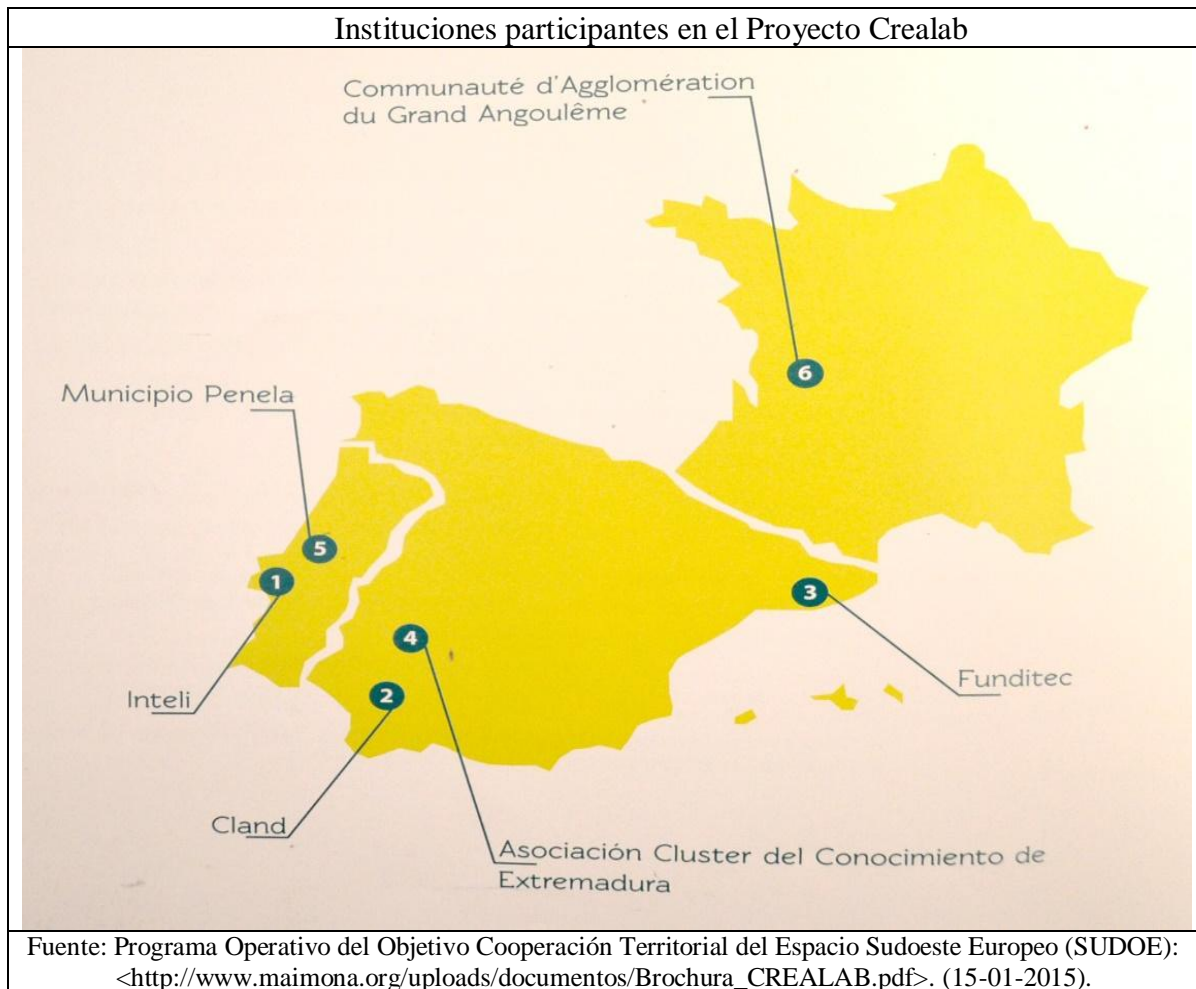 Instituciones participantes en el Proyecto Crealab
Communauté d'Agglomération
du Grand Angoulême
6
Municipio Penela
5
1
3
4
Funditec
Inteli
2
Cland
Asociación Cluster del Conocimiento de
Extremadura
Fuente: Programa Operativo del Objetivo Cooperación Territorial del Espacio Sudoeste Europeo (SUDOE):
<http://www.maimona.org/uploads/documentos/Brochura_CREALAB.pdf>. (15-01-2015).